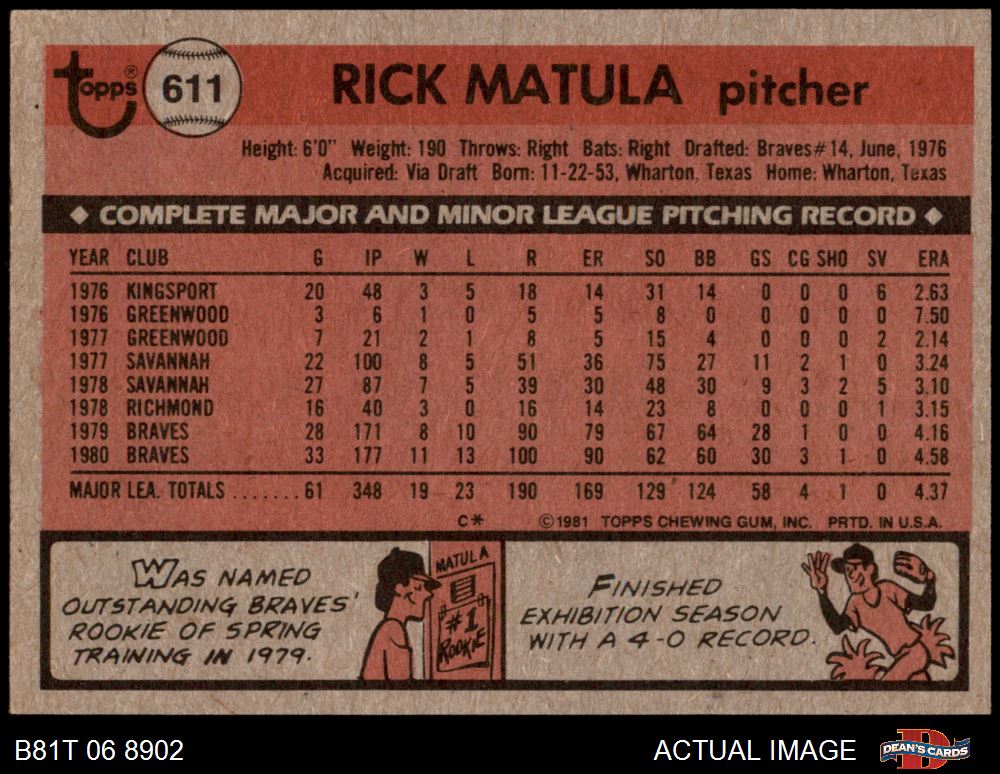 Topps® 611 RICK MATULA pitcher
Height: 6'0" Weight: 190 Throws: Right Bats: Right Drafted: Braves #14, June, 1976
Acquired: Via Draft Born: 11-22-53, Wharton, Texas Home: Wharton, Texas
◆ COMPLETE MAJOR AND MINOR LEAGUE PITCHING RECORD ◆
YEAR CLUB G IP W L R ER SO BB GS CG SHO SV ERA
1976 KINGSPORT 20 48 3 5 18 14 31 14 0 0 0 6 2.63
1976 GREENWOOD 3 6 1 0 5 5 8 0 0 0 0 0 7.50
1977 GREENWOOD 7 21 2 1 8 5 15 4 0 0 0 2 2.14
1977 SAVANNAH 22 100 8 5 51 36 75 27 11 2 1 0 3.24
1978 SAVANNAH 27 87 7 5 39 30 48 30 9 3 2 5 3.10
1978 RICHMOND 16 40 3 0 16 14 23 8 0 0 0 1 3.15
1979 BRAVES 28 171 8 10 90 79 67 64 28 1 0 0 4.16
1980 BRAVES 33 177 11 13 100 90 62 60 30 3 1 0 4.58
MAJOR LEA. TOTALS ....... 61 348 19 23 190 169 129 124 58 4 1 0 4.37
C* ©1981 TOPPS CHEWING GUM, INC. PRTD. IN U.S.A.
WAS NAMED
OUTSTANDING BRAVES'
ROOKIE OF SPRING
TRAINING IN 1979.
MATULA
#1
ROOKIE
FINISHED
EXHIBITION SEASON
WITH A 4-0 RECORD.
B81T 06 8902 ACTUAL IMAGE DEAN'S CARDS